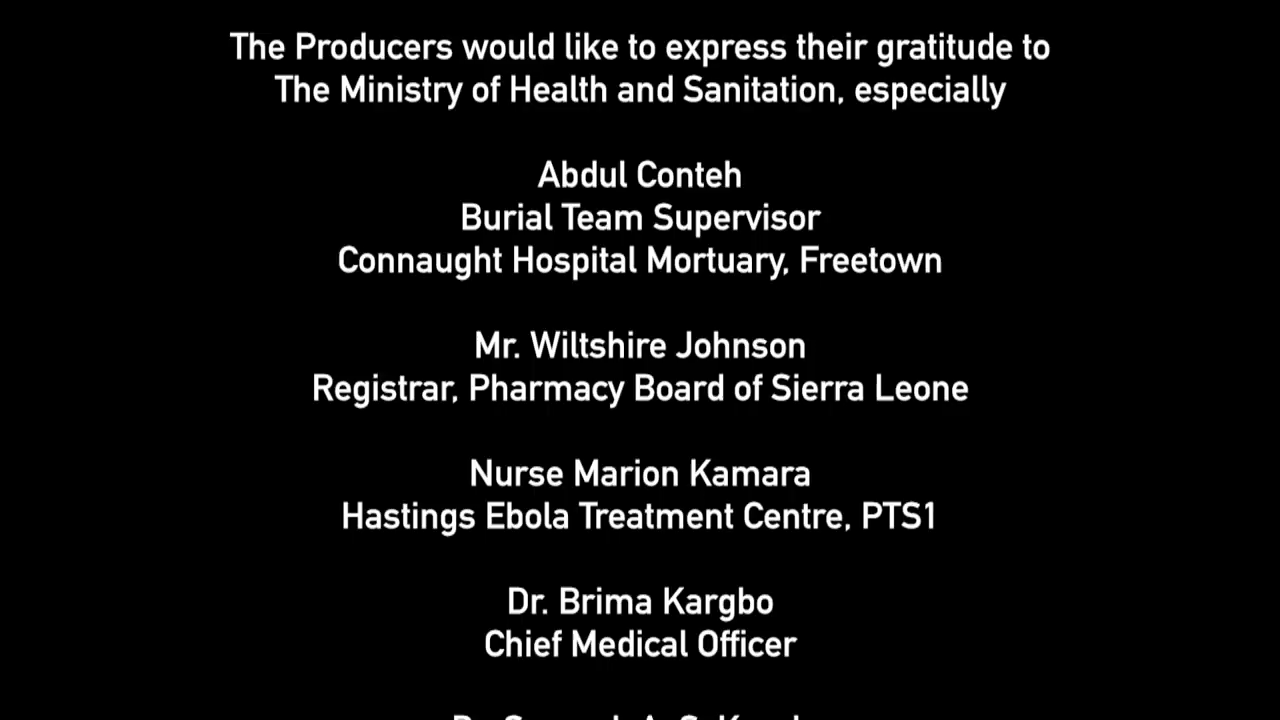 The Producers would like to express their gratitude to
The Ministry of Health and Sanitation, especially
Abdul Conteh
Burial Team Supervisor
Connaught Hospital Mortuary, Freetown
Mr. Wiltshire Johnson
Registrar, Pharmacy Board of Sierra Leone
Nurse Marion Kamara
Hastings Ebola Treatment Centre, PTS1
Dr. Brima Kargbo
Chief Medical Officer